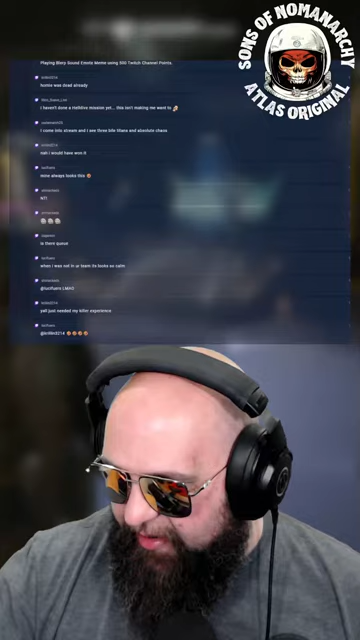 SONS OF NOMANARCHY
ATLAS ORIGINAL
Playing Blerp Sound Emote Meme using 500 Twitch Channel Points.
homie was dead already
I haven't done a Helldive mission yet... this isn't making me want to
I come into stream and I see three bile titans and absolute chaos
nah i would have won it
mine always looks this
NT!
is there queue
when i was not in ur team its looks so calm
LMAO
yall just needed my killer experience